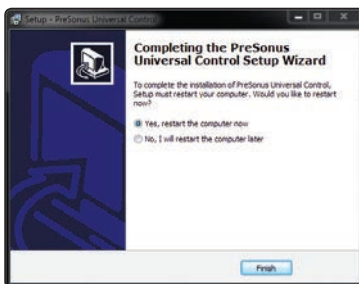 Setup - PreSonus Universal Control
Completing the PreSonus
Universal Control Setup Wizard
To complete the installation of PreSonus Universal Control,
Setup must restart your computer. Would you like to restart
now?
Yes, restart the computer now
No, I will restart the computer later
Finish